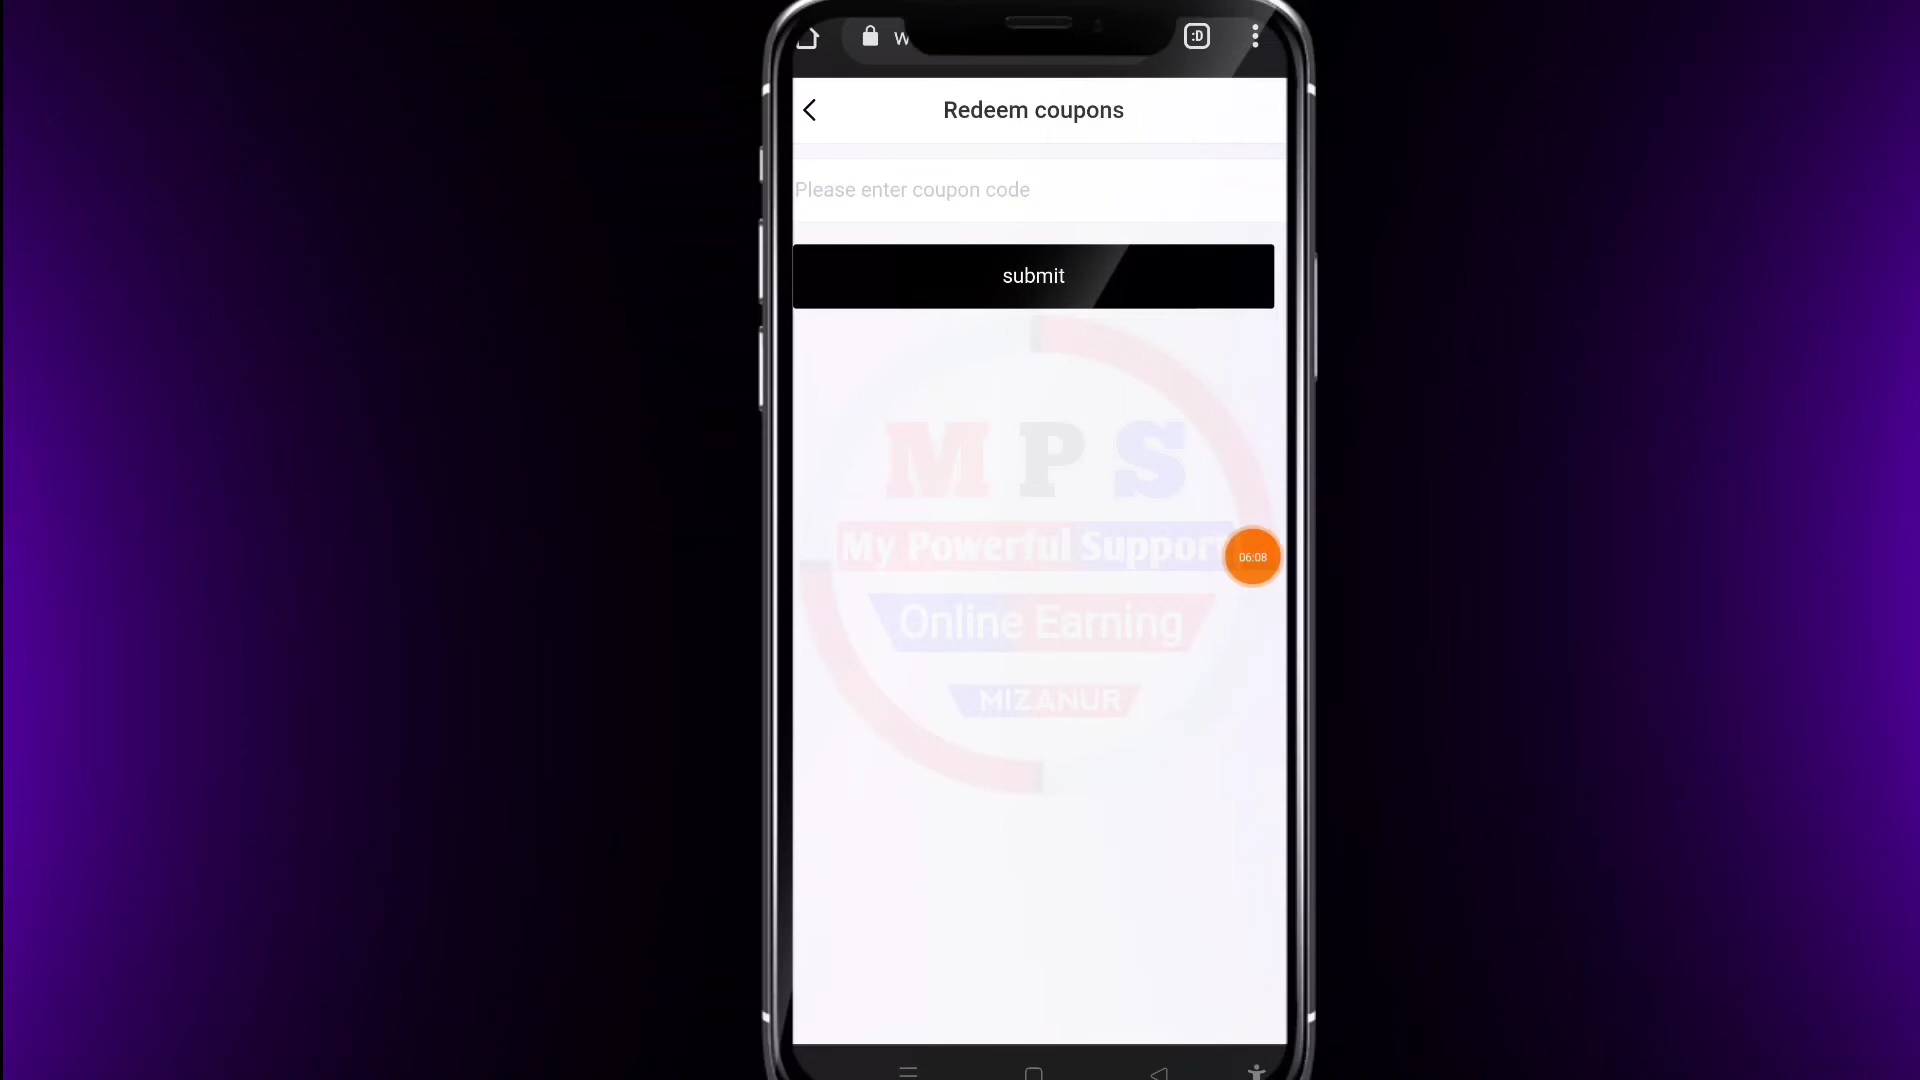 W
:D
Redeem coupons
Please enter coupon code
submit
M P S
My Powerful Support
06:08
Online Earning
MIZANUR